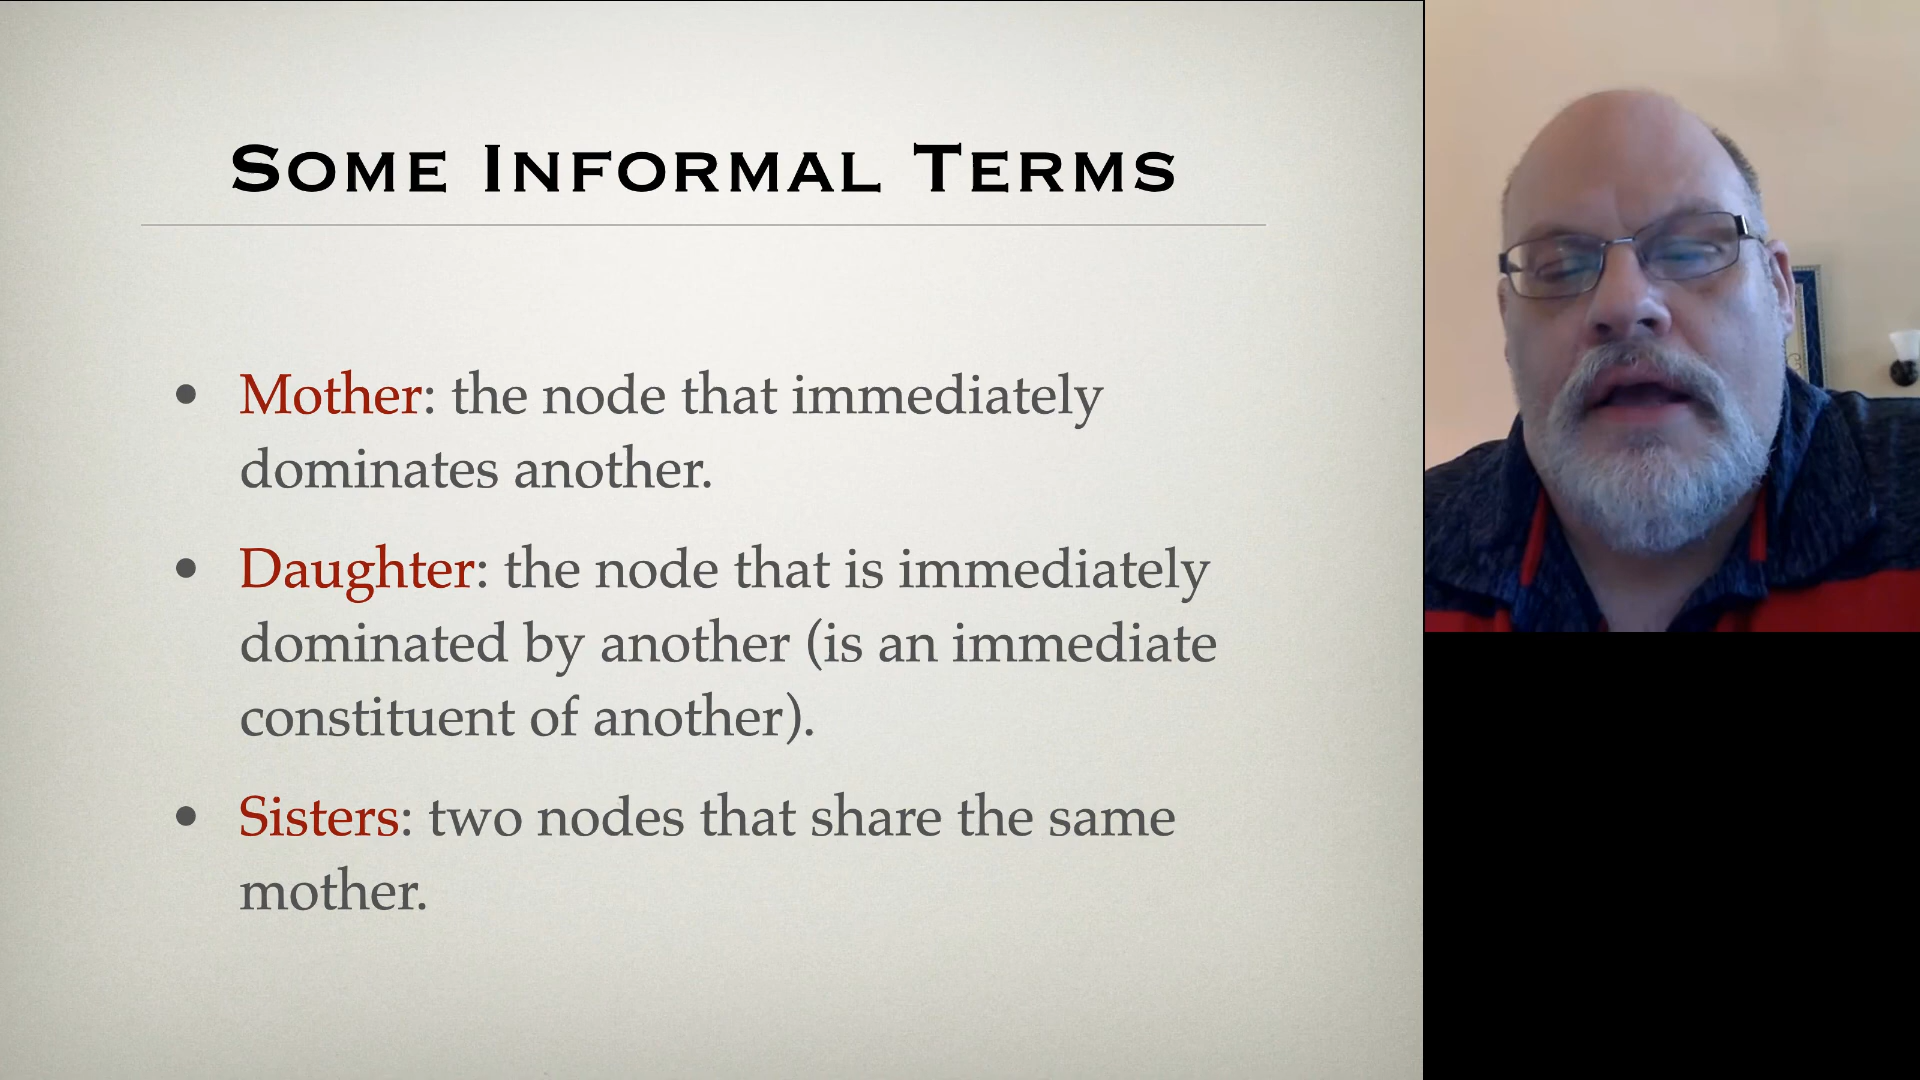 Some Informal Terms
• Mother: the node that immediately
dominates another.
• Daughter: the node that is immediately
dominated by another (is an immediate
constituent of another).
• Sisters: two nodes that share the same
mother.